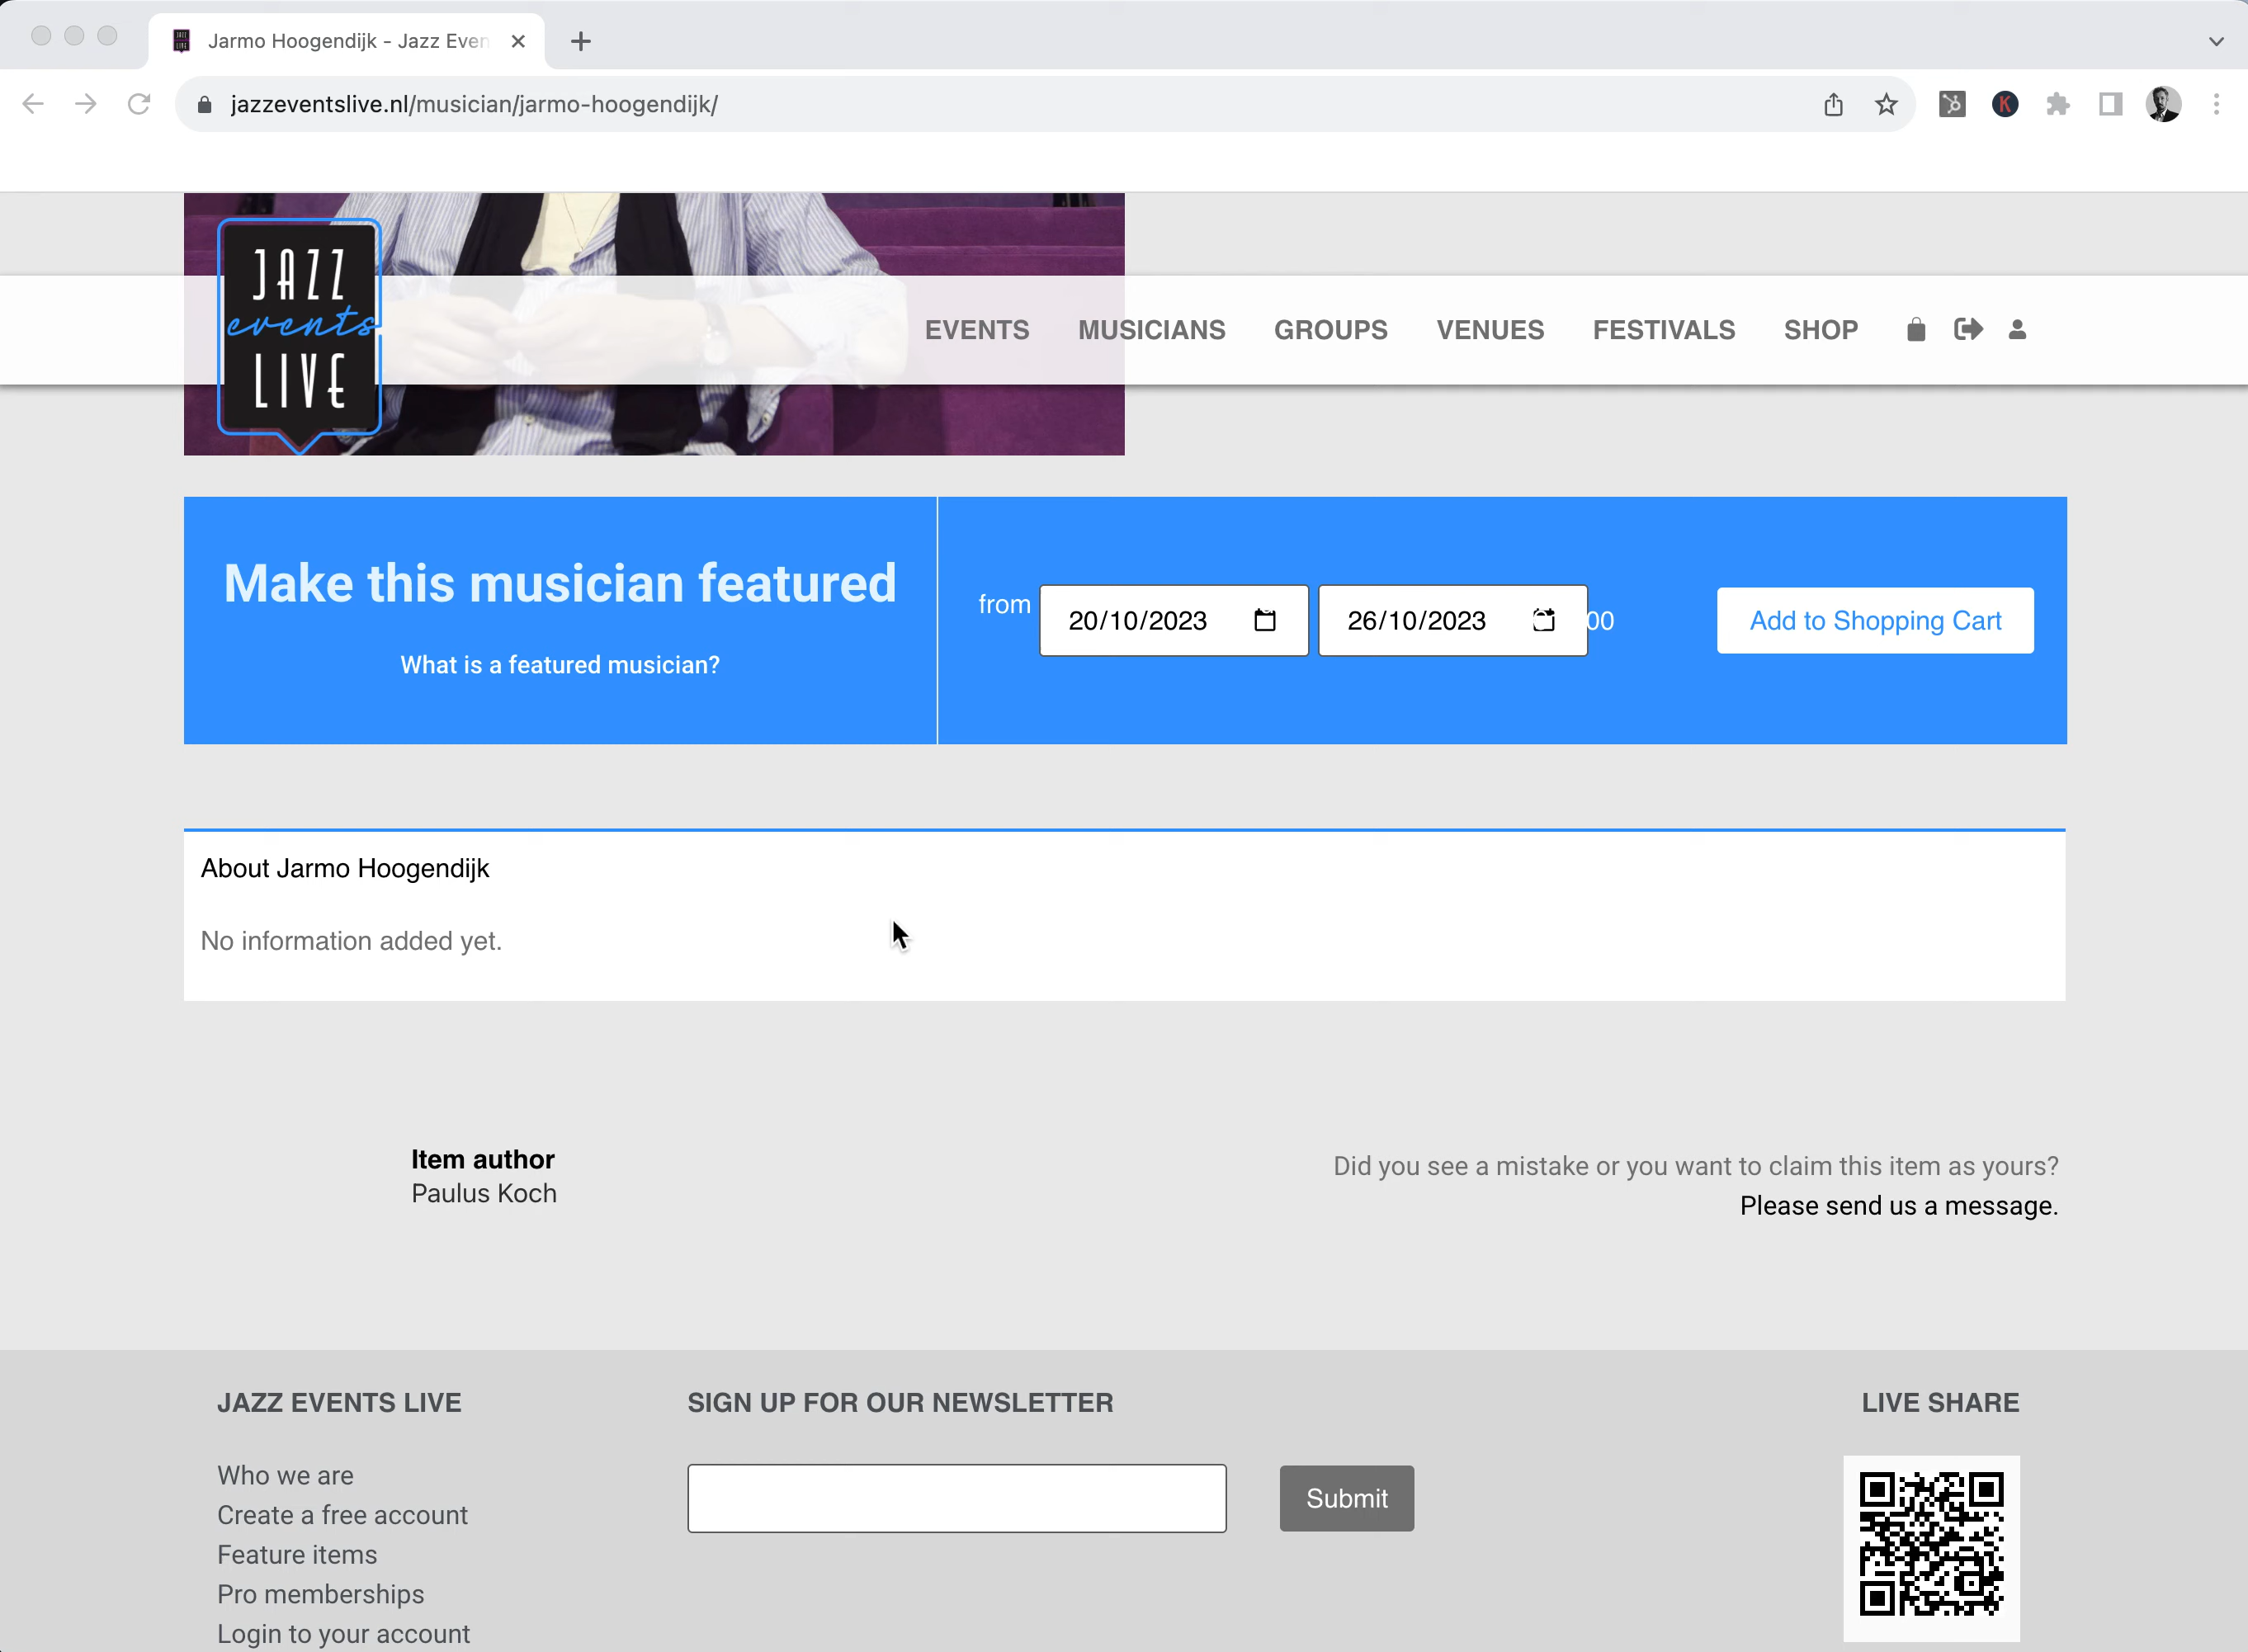 Jarmo Hoogendijk - Jazz Even
jazzeventslive.nl/musician/jarmo-hoogendijk/
K
JAZZ
events
LIVE
EVENTS MUSICIANS GROUPS VENUES FESTIVALS SHOP
Make this musician featured
What is a featured musician?
from 20/10/2023 26/10/2023 00
Add to Shopping Cart
About Jarmo Hoogendijk
No information added yet.
Item author
Paulus Koch
Did you see a mistake or you want to claim this item as yours?
Please send us a message.
JAZZ EVENTS LIVE
Who we are
Create a free account
Feature items
Pro memberships
Login to your account
SIGN UP FOR OUR NEWSLETTER
Submit
LIVE SHARE